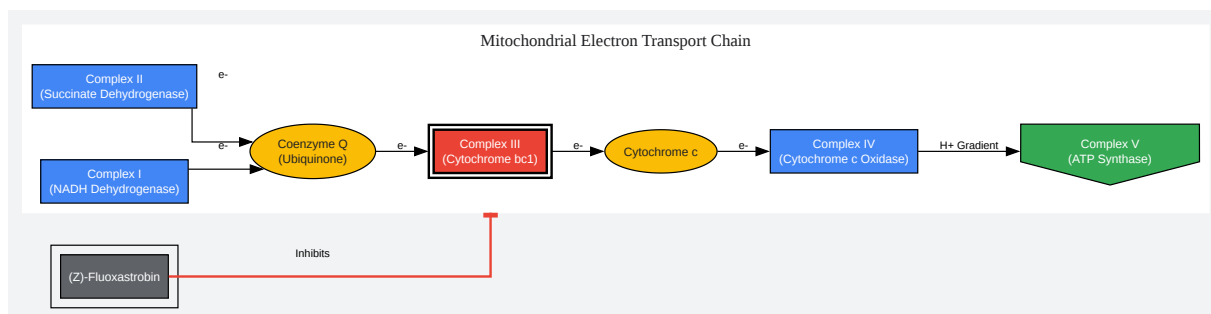 Mitochondrial Electron Transport Chain
Complex II
(Succinate Dehydrogenase)
e-
Complex I
(NADH Dehydrogenase)
e-
Coenzyme Q
(Ubiquinone)
e-
Complex III
(Cytochrome bc1)
e-
Cytochrome c
e-
Complex IV
(Cytochrome c Oxidase)
H+ Gradient
Complex V
(ATP Synthase)
(Z)-Fluoxastrobin
Inhibits